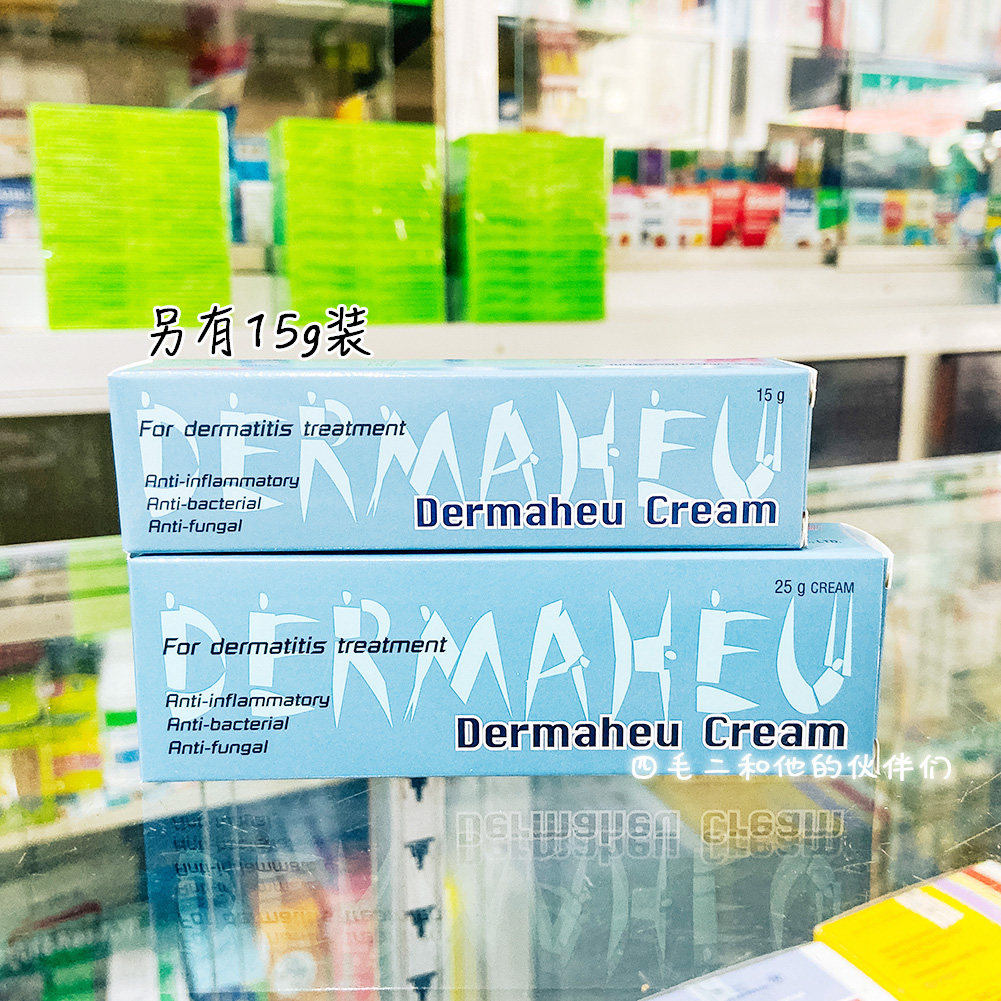 另有15g装
15 g
DERMAHEU
For dermatitis treatment
Anti-inflammatory
Anti-bacterial
Anti-fungal
Dermaheu Cream
25 g CREAM
DERMAHEU
For dermatitis treatment
Anti-inflammatory
Anti-bacterial
Anti-fungal
Dermaheu Cream
四毛二和他的伙伴们